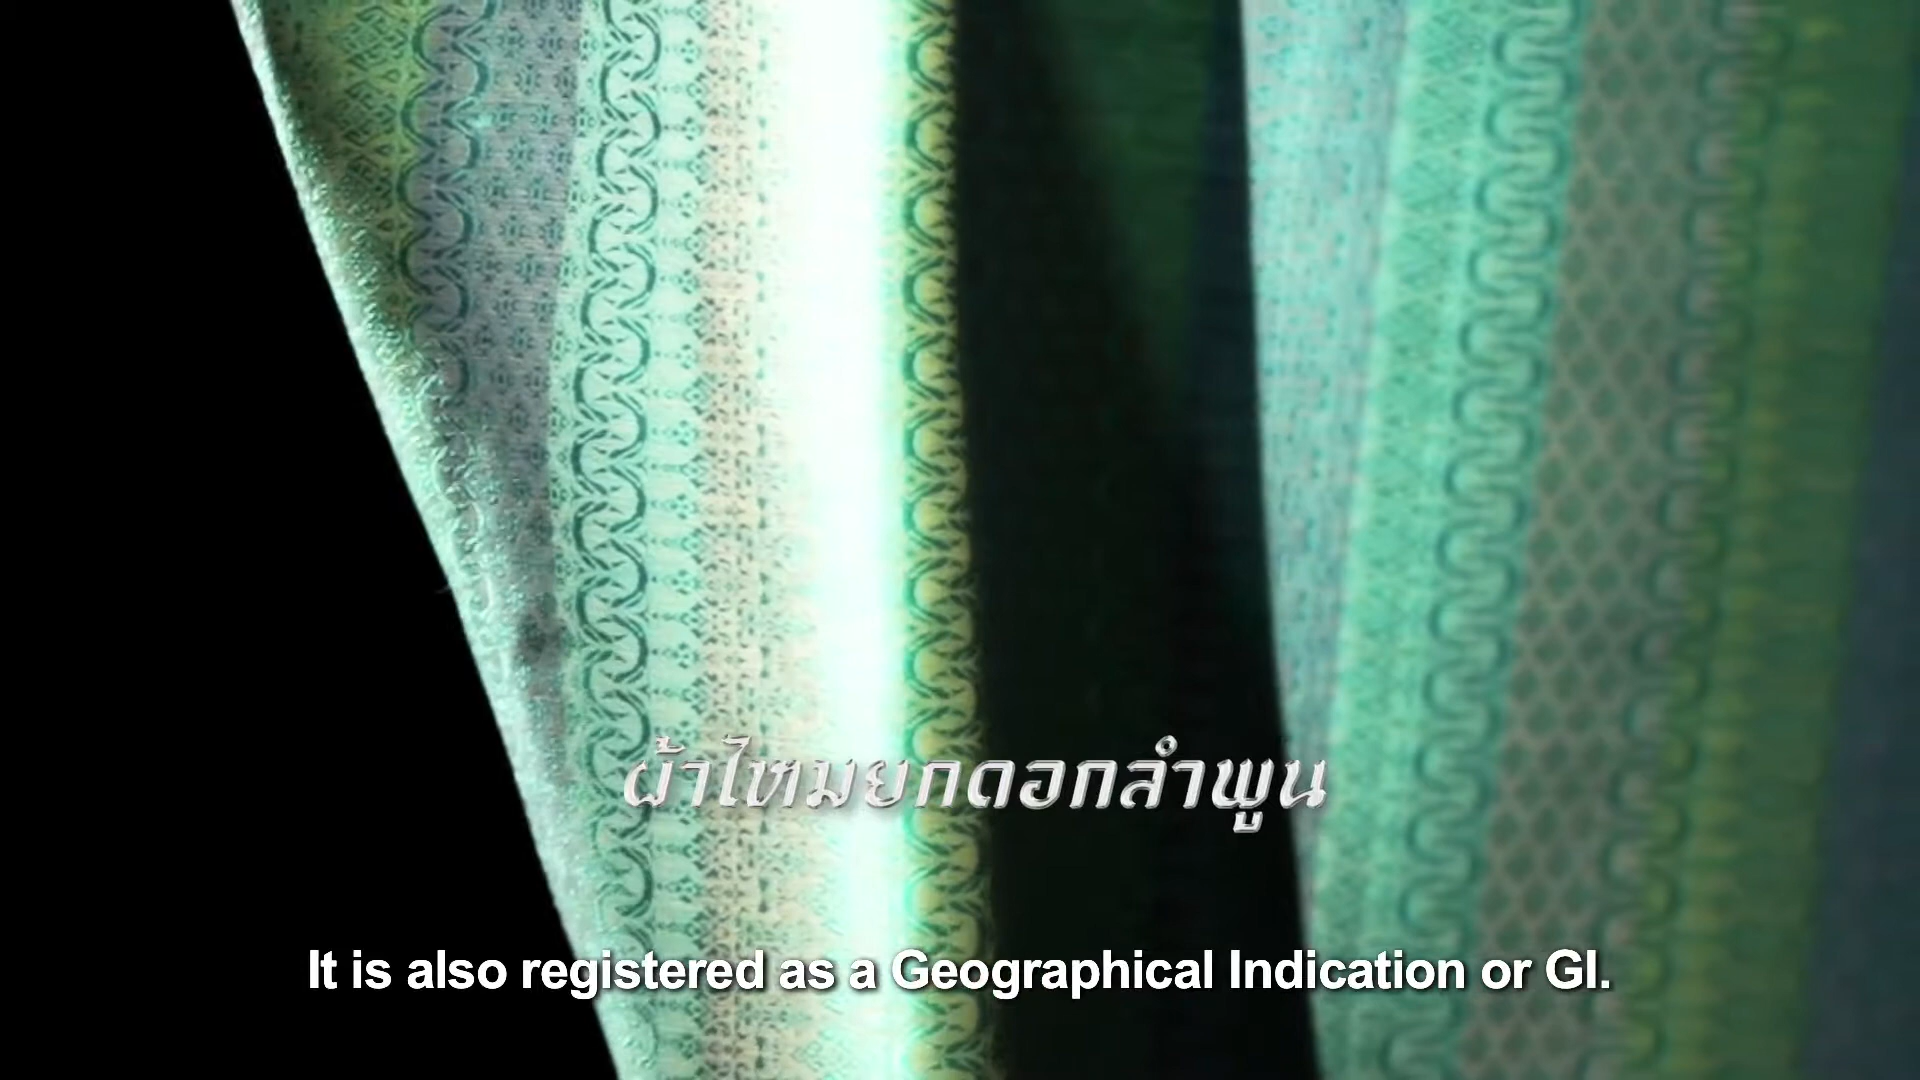 ผ้าไหมยกดอกลำพูน
It is also registered as a Geographical Indication or GI.